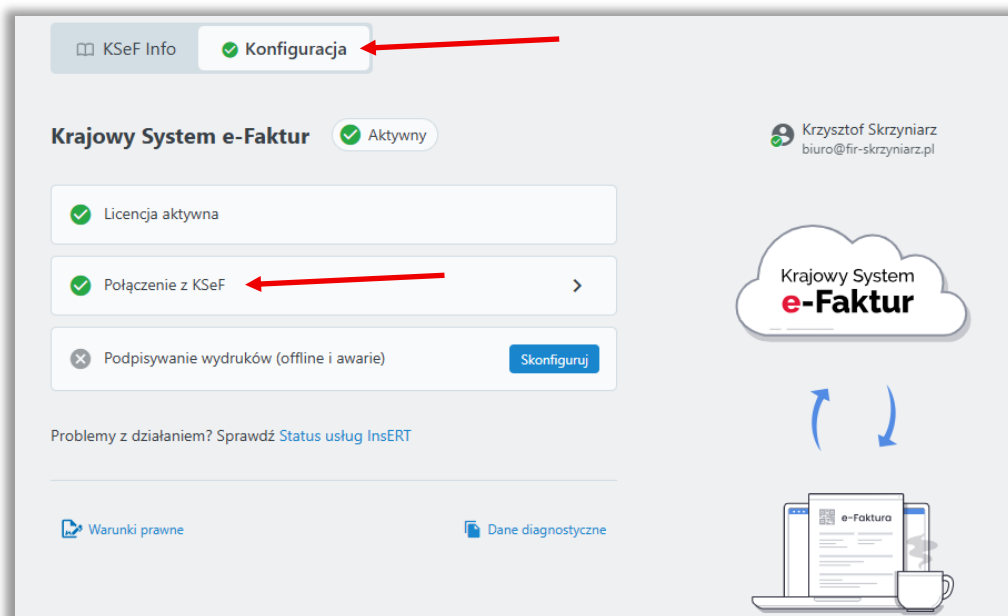 KSeF Info
Konfiguracja
Krajowy System e-Faktur
Aktywny
Krzysztof Skrzyniarz
biuro@fir-skrzyniarz.pl
Licencja aktywna
Połączenie z KSeF
Podpisywanie wydruków (offline i awarie)
Skonfiguruj
Krajowy System
e-Faktur
Problemy z działaniem? Sprawdź Status usług InsERT
Warunki prawne
Dane diagnostyczne
e-Faktura